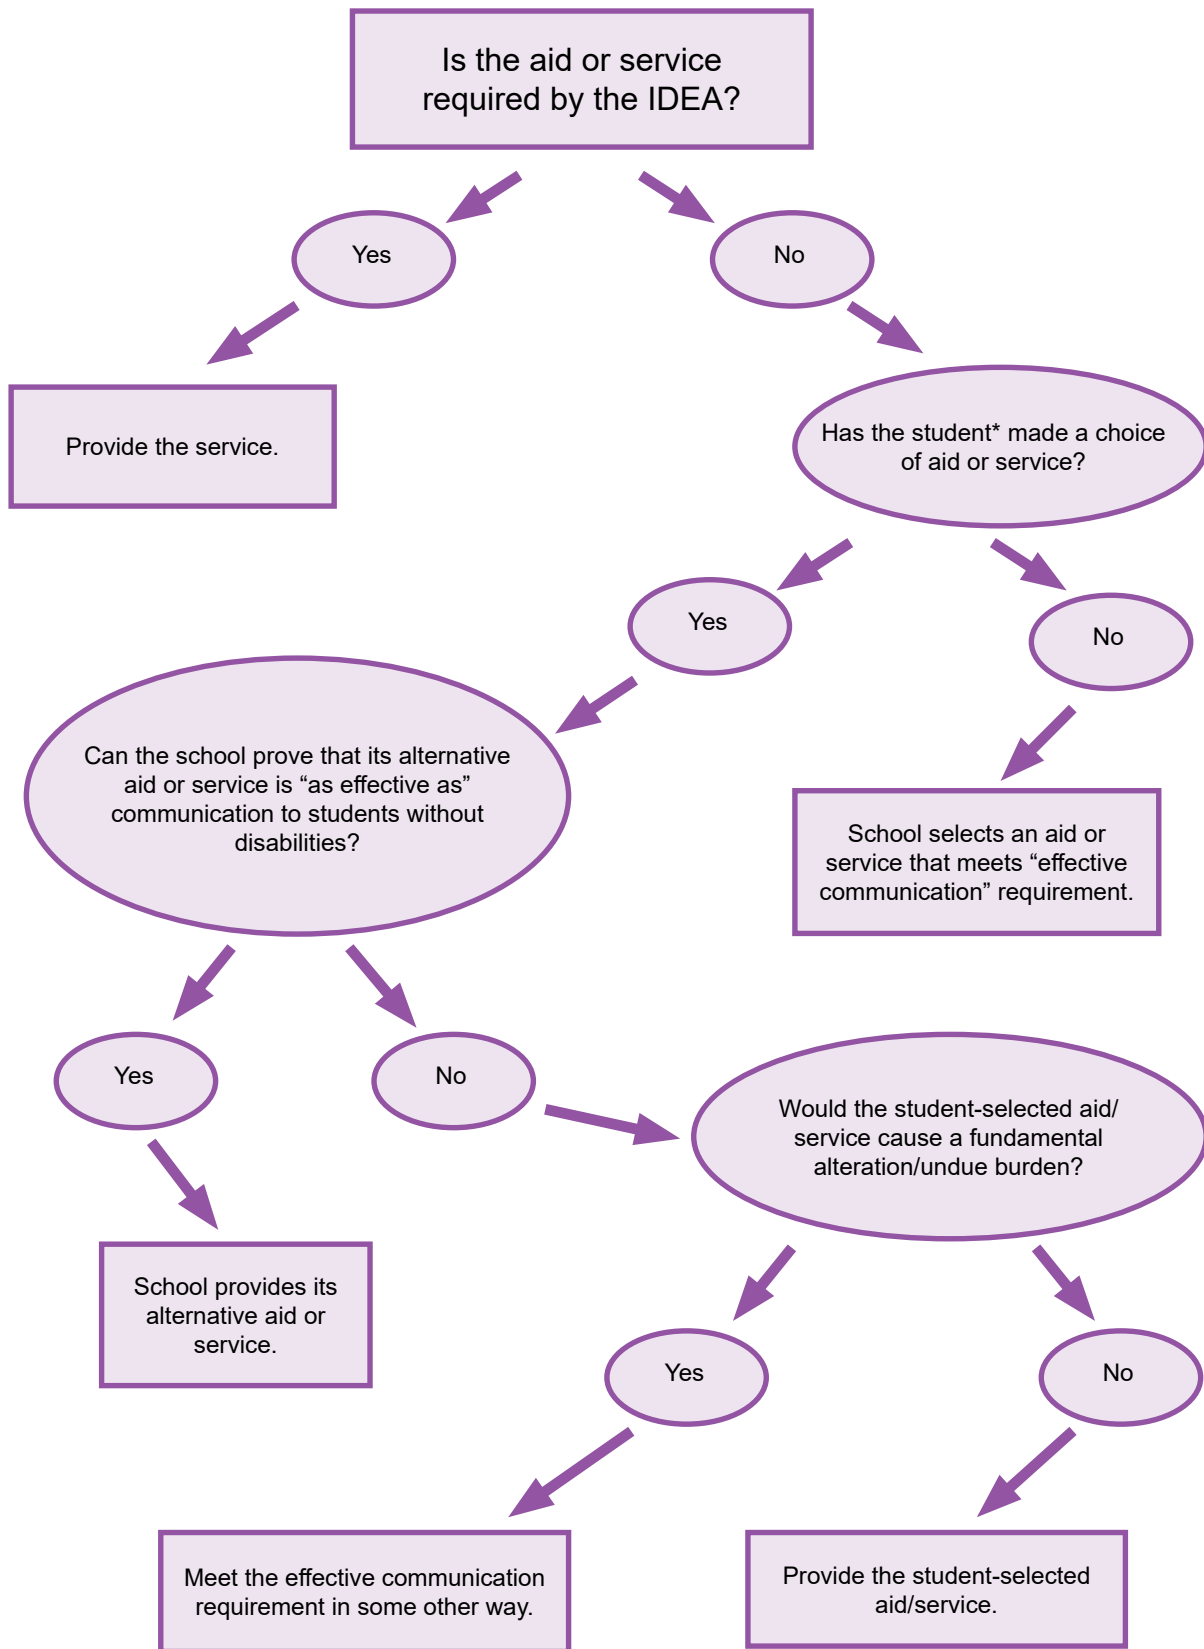 Is the aid or service
required by the IDEA?
Yes
No
Provide the service.
Has the student* made a choice
of aid or service?
Yes
No
Can the school prove that its alternative
aid or service is “as effective as”
communication to students without
disabilities?
School selects an aid or
service that meets “effective
communication” requirement.
Yes
No
Would the student-selected aid/
service cause a fundamental
alteration/undue burden?
School provides its
alternative aid or
service.
Yes
No
Meet the effective communication
requirement in some other way.
Provide the student-selected
aid/service.